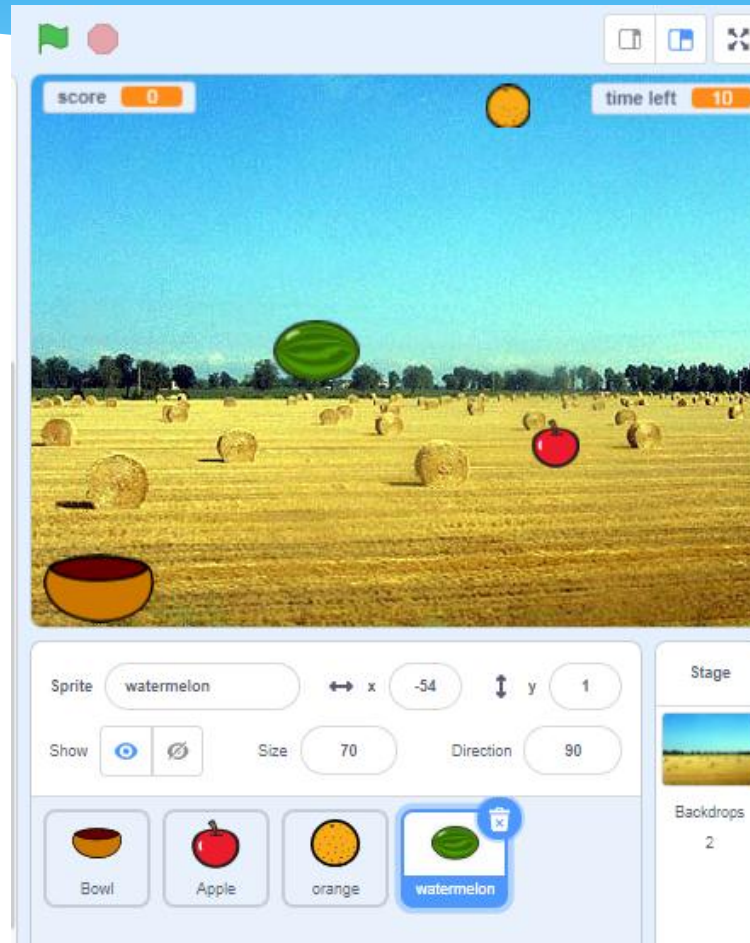 score 0
time left 10
Sprite watermelon x -54 y 1
Show Size 70 Direction 90
Stage
Backdrops
2
Bowl Apple orange watermelon